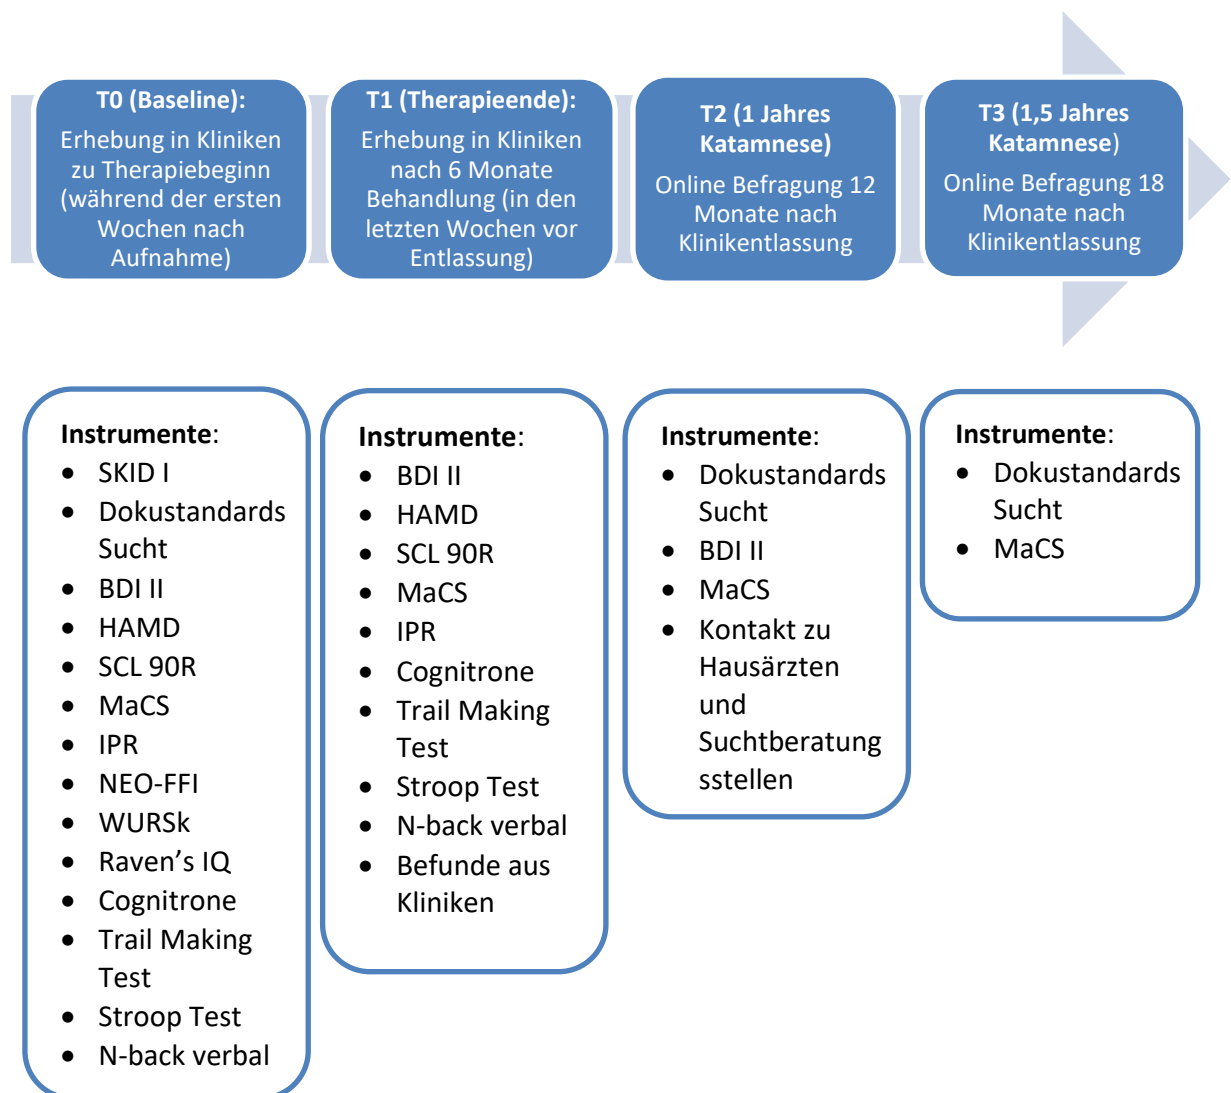 T0 (Baseline):
Erhebung in Kliniken
zu Therapiebeginn
(während der ersten
Wochen nach
Aufnahme)
T1 (Therapieende):
Erhebung in Kliniken
nach 6 Monate
Behandlung (in den
letzten Wochen vor
Entlassung)
T2 (1 Jahres
Katamnese)
Online Befragung 12
Monate nach
Klinikentlassung
T3 (1,5 Jahres
Katamnese)
Online Befragung 18
Monate nach
Klinikentlassung
Instrumente:
• SKID I
• Dokustandards
Sucht
• BDI II
• HAMD
• SCL 90R
• MaCS
• IPR
• NEO-FFI
• WURSk
• Raven’s IQ
• Cognitrone
• Trail Making
Test
• Stroop Test
• N-back verbal
Instrumente:
• BDI II
• HAMD
• SCL 90R
• MaCS
• IPR
• Cognitrone
• Trail Making
Test
• Stroop Test
• N-back verbal
• Befunde aus
Kliniken
Instrumente:
• Dokustandards
Sucht
• BDI II
• MaCS
• Kontakt zu
Hausärzten
und
Suchtberatung
sstellen
Instrumente:
• Dokustandards
Sucht
• MaCS